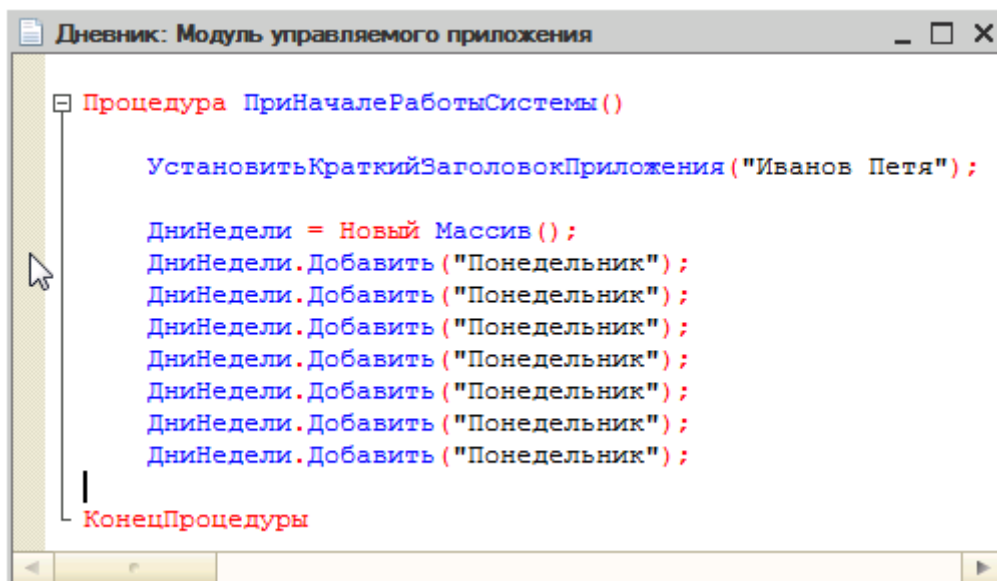 Дневник: Модуль управляемого приложения
Процедура ПриНачалеРаботыСистемы()
УстановитьКраткийЗаголовокПриложения("Иванов Петя");
ДниНедели = Новый Массив();
ДниНедели.Добавить("Понедельник");
ДниНедели.Добавить("Понедельник");
ДниНедели.Добавить("Понедельник");
ДниНедели.Добавить("Понедельник");
ДниНедели.Добавить("Понедельник");
ДниНедели.Добавить("Понедельник");
ДниНедели.Добавить("Понедельник");
КонецПроцедуры